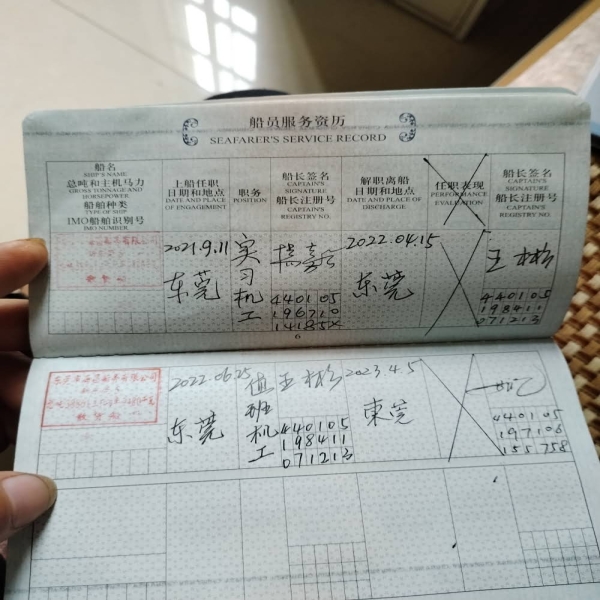 船员服务资历
SEAFARER'S SERVICE RECORD
船名
SHIP'S NAME
总吨和主机马力
GROSS TONNAGE AND
HORSEPOWER
船舶种类
TYPE OF SHIP
IMO船舶识别号
IMO NUMBER
上船任职
日期和地点
DATE AND PLACE
OF ENGAGEMENT
职务
POSITION
船长签名
CAPTAIN'S
SIGNATURE
船长注册号
CAPTAIN'S
REGISTRY NO.
解职离船
日期和地点
DATE AND PLACE OF
DISCHARGE
任职表现
PERFORMANCE
EVALUATION
船长签名
CAPTAIN'S
SIGNATURE
船长注册号
CAPTAIN'S
REGISTRY NO.
2021.9.11
东莞
实
习
机
工
440105
196710
14185X
2022.04.15
东莞
王
440105
198411
071213
6
2022.06.25
东莞
值
班
机
工
王
440105
198411
071213
2023.4.5
東莞
440105
197106
155758